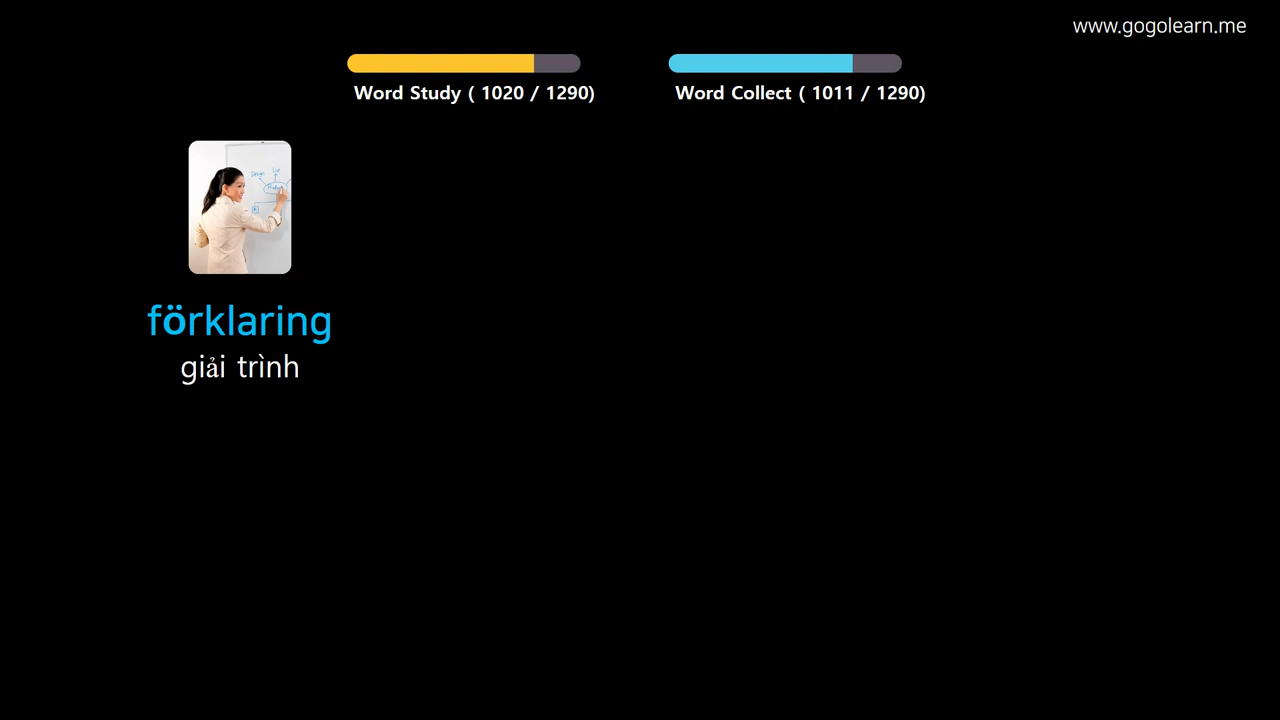 www.gogolearn.me
Word Study ( 1020 / 1290)
Word Collect ( 1011 / 1290)
förklaring
giải trình